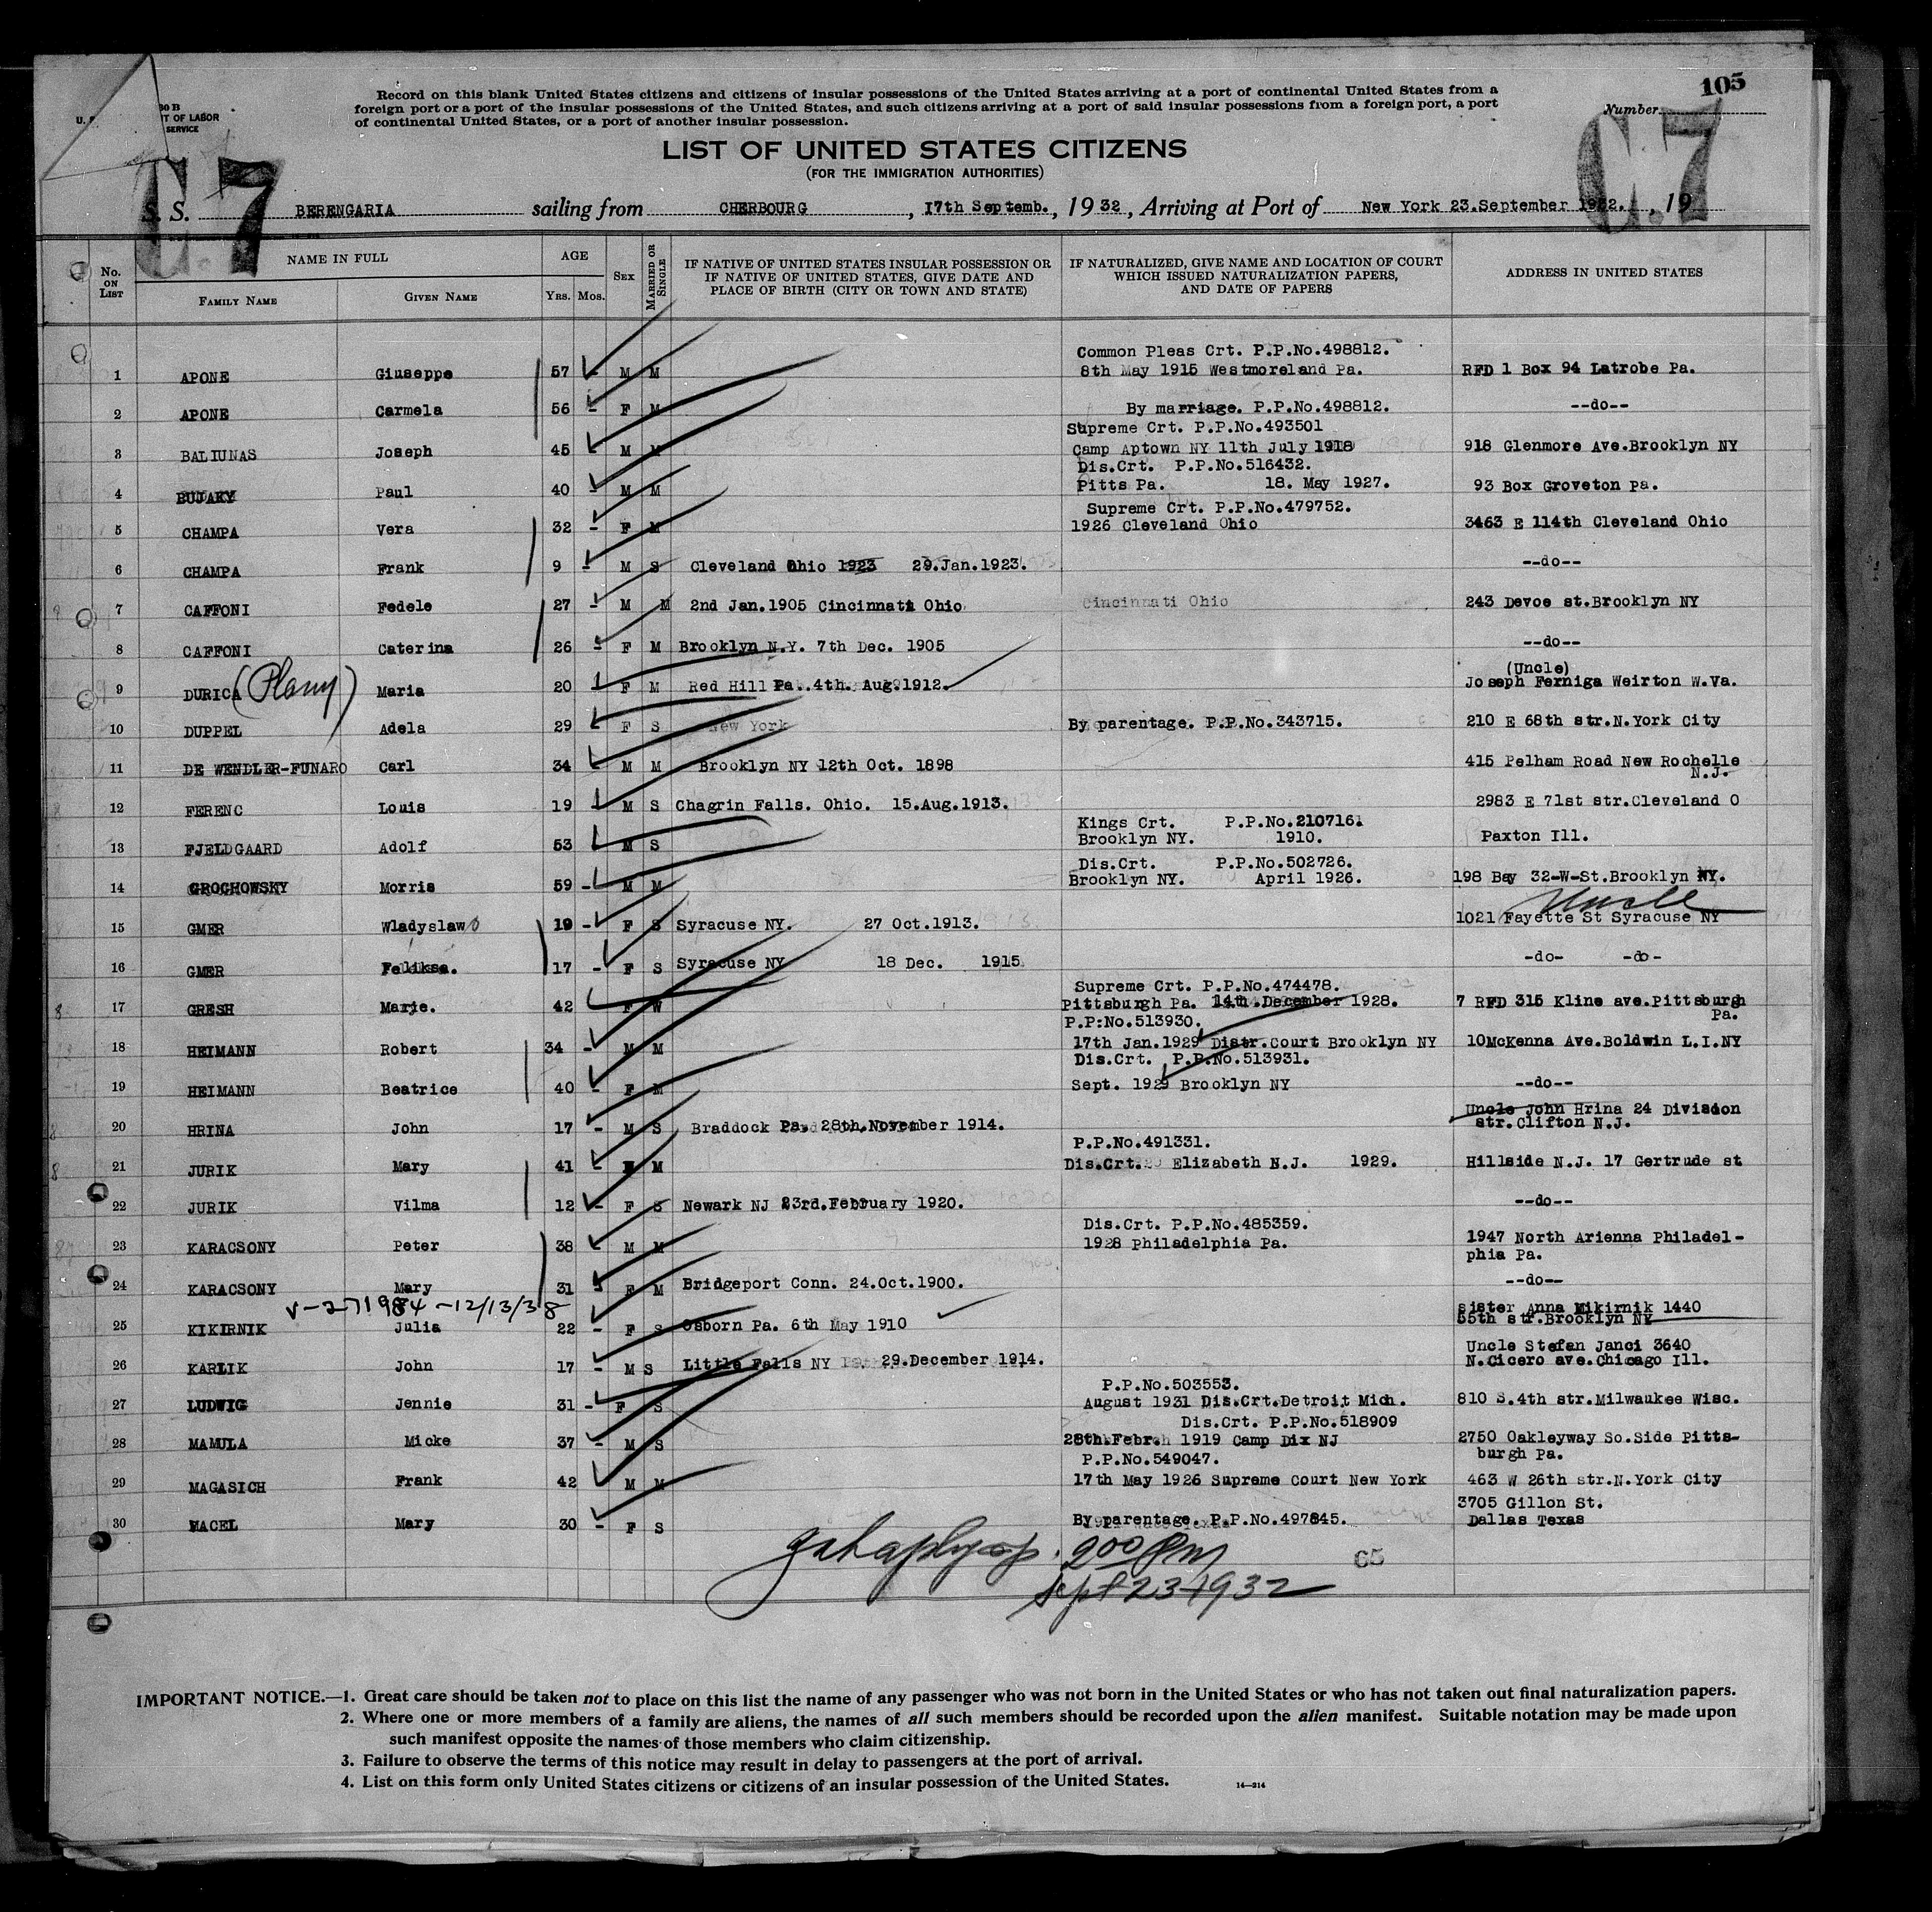 105
30 B
U. S.
T OF LABOR
SERVICE
Record on this blank United States citizens and citizens of insular possessions of the United States arriving at a port of continental United States from a
foreign port or a port of the insular possessions of the United States, and such citizens arriving at a port of said insular possessions from a foreign port, a port
of continental United States, or a port of another insular possession.
Number
C.7 C.7
LIST OF UNITED STATES CITIZENS
(FOR THE IMMIGRATION AUTHORITIES)
S. S. BERENGARIA sailing from CHERBOURG, 17th Septemb., 1932, Arriving at Port of New York 23.September 1932., 19
No. ON LIST
NAME IN FULL
FAMILY NAME GIVEN NAME
AGE
YRS. MOS.
SEX
MARRIED OR SINGLE
IF NATIVE OF UNITED STATES INSULAR POSSESSION OR
IF NATIVE OF UNITED STATES, GIVE DATE AND
PLACE OF BIRTH (CITY OR TOWN AND STATE)
IF NATURALIZED, GIVE NAME AND LOCATION OF COURT
WHICH ISSUED NATURALIZATION PAPERS,
AND DATE OF PAPERS
ADDRESS IN UNITED STATES
Common Pleas Crt. P.P.No.498812.
1 APONE Giuseppe 57 - M M 8th May 1915 Westmoreland Pa. RFD 1 Box 94 Latrobe Pa.
2 APONE Carmela 56 - F M By marriage. P.P.No.498812. --do--
Supreme Crt. P.P.No.493501
3 BALIUNAS Joseph 45 - M M Camp Aptown NY 11th July 1918 918 Glenmore Ave.Brooklyn NY
Dis.Crt. P.P.No.516432.
4 BUJAKY Paul 40 - M M Pitts Pa. 18. May 1927. 93 Box Groveton Pa.
Supreme Crt. P.P.No.479752.
5 CHAMPA Vera 32 - F M 1926 Cleveland Ohio 3463 E 114th Cleveland Ohio
6 CHAMPA Frank 9 - M S Cleveland Ohio 1923 29.Jan.1923. --do--
7 CAFFONI Fedele 27 - M M 2nd Jan.1905 Cincinnati Ohio Cincinnati Ohio 243 Devoe st.Brooklyn NY
8 CAFFONI Caterina 26 - F M Brooklyn N.Y. 7th Dec. 1905 --do--
(Uncle)
9 DURICA Maria 20 - F M Red Hill Pa. 4th. Aug.1912. Joseph Ferniga Weirton W.Va.
10 DUPPEL Adela 29 - F S New York By parentage. P.P.No.343715. 210 E 68th str.N.York City
11 DE WENDLER-FUNARO Carl 34 - M M Brooklyn NY 12th Oct. 1898 415 Pelham Road New Rochelle
N.J.
12 FERENC Louis 19 - M S Chagrin Falls. Ohio. 15.Aug.1913. 2983 E 71st str.Cleveland O
Kings Crt. P.P.No.210716.
13 FJELDGAARD Adolf 53 - M S Brooklyn NY. 1910. Paxton Ill.
Dis.Crt. P.P.No.502726.
14 GROCHOWSKY Morris 59 - M M Brooklyn NY. April 1926. 198 Bay 32-W-St.Brooklyn NY.
Uncle
15 GMER Wladyslaw 19 - F S Syracuse NY. 27 Oct.1913. 1021 Fayette St Syracuse NY
16 GMER Feliksa. 17 - F S Syracuse NY 18 Dec. 1915 -do- -do-
Supreme Crt. P.P.No.474478.
17 GRESH Marie. 42 F W Pittsburgh Pa. 14th.December 1928. 7 RFD 315 Kline ave.Pittsburgh
P.P:No.513930. Pa.
18 HEIMANN Robert 34 - M M 17th Jan.1929 Distr.Court Brooklyn NY 10McKenna Ave.Boldwin L.I.NY
Dis.Crt. P.P.No.513931.
19 HEIMANN Beatrice 40 - F M Sept. 1929 Brooklyn NY --do--
Uncle John Hrina 24 Division
20 HRINA John 17 - M S Braddock Pa. 28th.November 1914. str.Clifton N.J.
P.P.No.491331.
21 JURIK Mary 41 - F M Dis.Crt. Elizabeth N.J. 1929. Hillside N.J. 17 Gertrude st
22 JURIK Vilma 12 - F S Newark NJ 23rd.February 1920. --do--
Dis.Crt. P.P.No.485359.
23 KARACSONY Peter 38 - M M 1928 Philadelphia Pa. 1947 North Arienna Philadel-
phia Pa.
24 KARACSONY Mary 31 - F M Bridgeport Conn. 24.Oct.1900. --do--
v-271984-12/13/38
sister Anna Mikirnik 1440
25 KIKIRNIK Julia 22 - F S Osborn Pa. 6th May 1910 55th str.Brooklyn NY
Uncle Stefan Janci 3640
26 KARLIK John 17 - M S Little Falls NY 29.December 1914. N.Cicero ave.Chicago Ill.
P.P.No.503553.
27 LUDWIG Jennie 31 - F S August 1931 Dis.Crt.Detroit Mich. 810 S.4th str.Milwaukee Wisc.
Dis.Crt. P.P.No.518909
28 MAMULA Micke 37 - M S 28th.Febr. 1919 Camp Dix NJ 2750 Oakleyway So.Side Pitts-
burgh Pa.
P.P.No.549047.
29 MAGASICH Frank 42 M M 17th May 1926 Supreme Court New York 463 W 26th str.N.York City
3705 Gillon St.
30 NACEL Mary 30 - F S By parentage. P.P.No.497845. Dallas Texas
200 Pm 65
Sept 23-1932
IMPORTANT NOTICE.—1. Great care should be taken not to place on this list the name of any passenger who was not born in the United States or who has not taken out final naturalization papers.
2. Where one or more members of a family are aliens, the names of all such members should be recorded upon the alien manifest. Suitable notation may be made upon
such manifest opposite the names of those members who claim citizenship.
3. Failure to observe the terms of this notice may result in delay to passengers at the port of arrival.
4. List on this form only United States citizens or citizens of an insular possession of the United States.
14—214